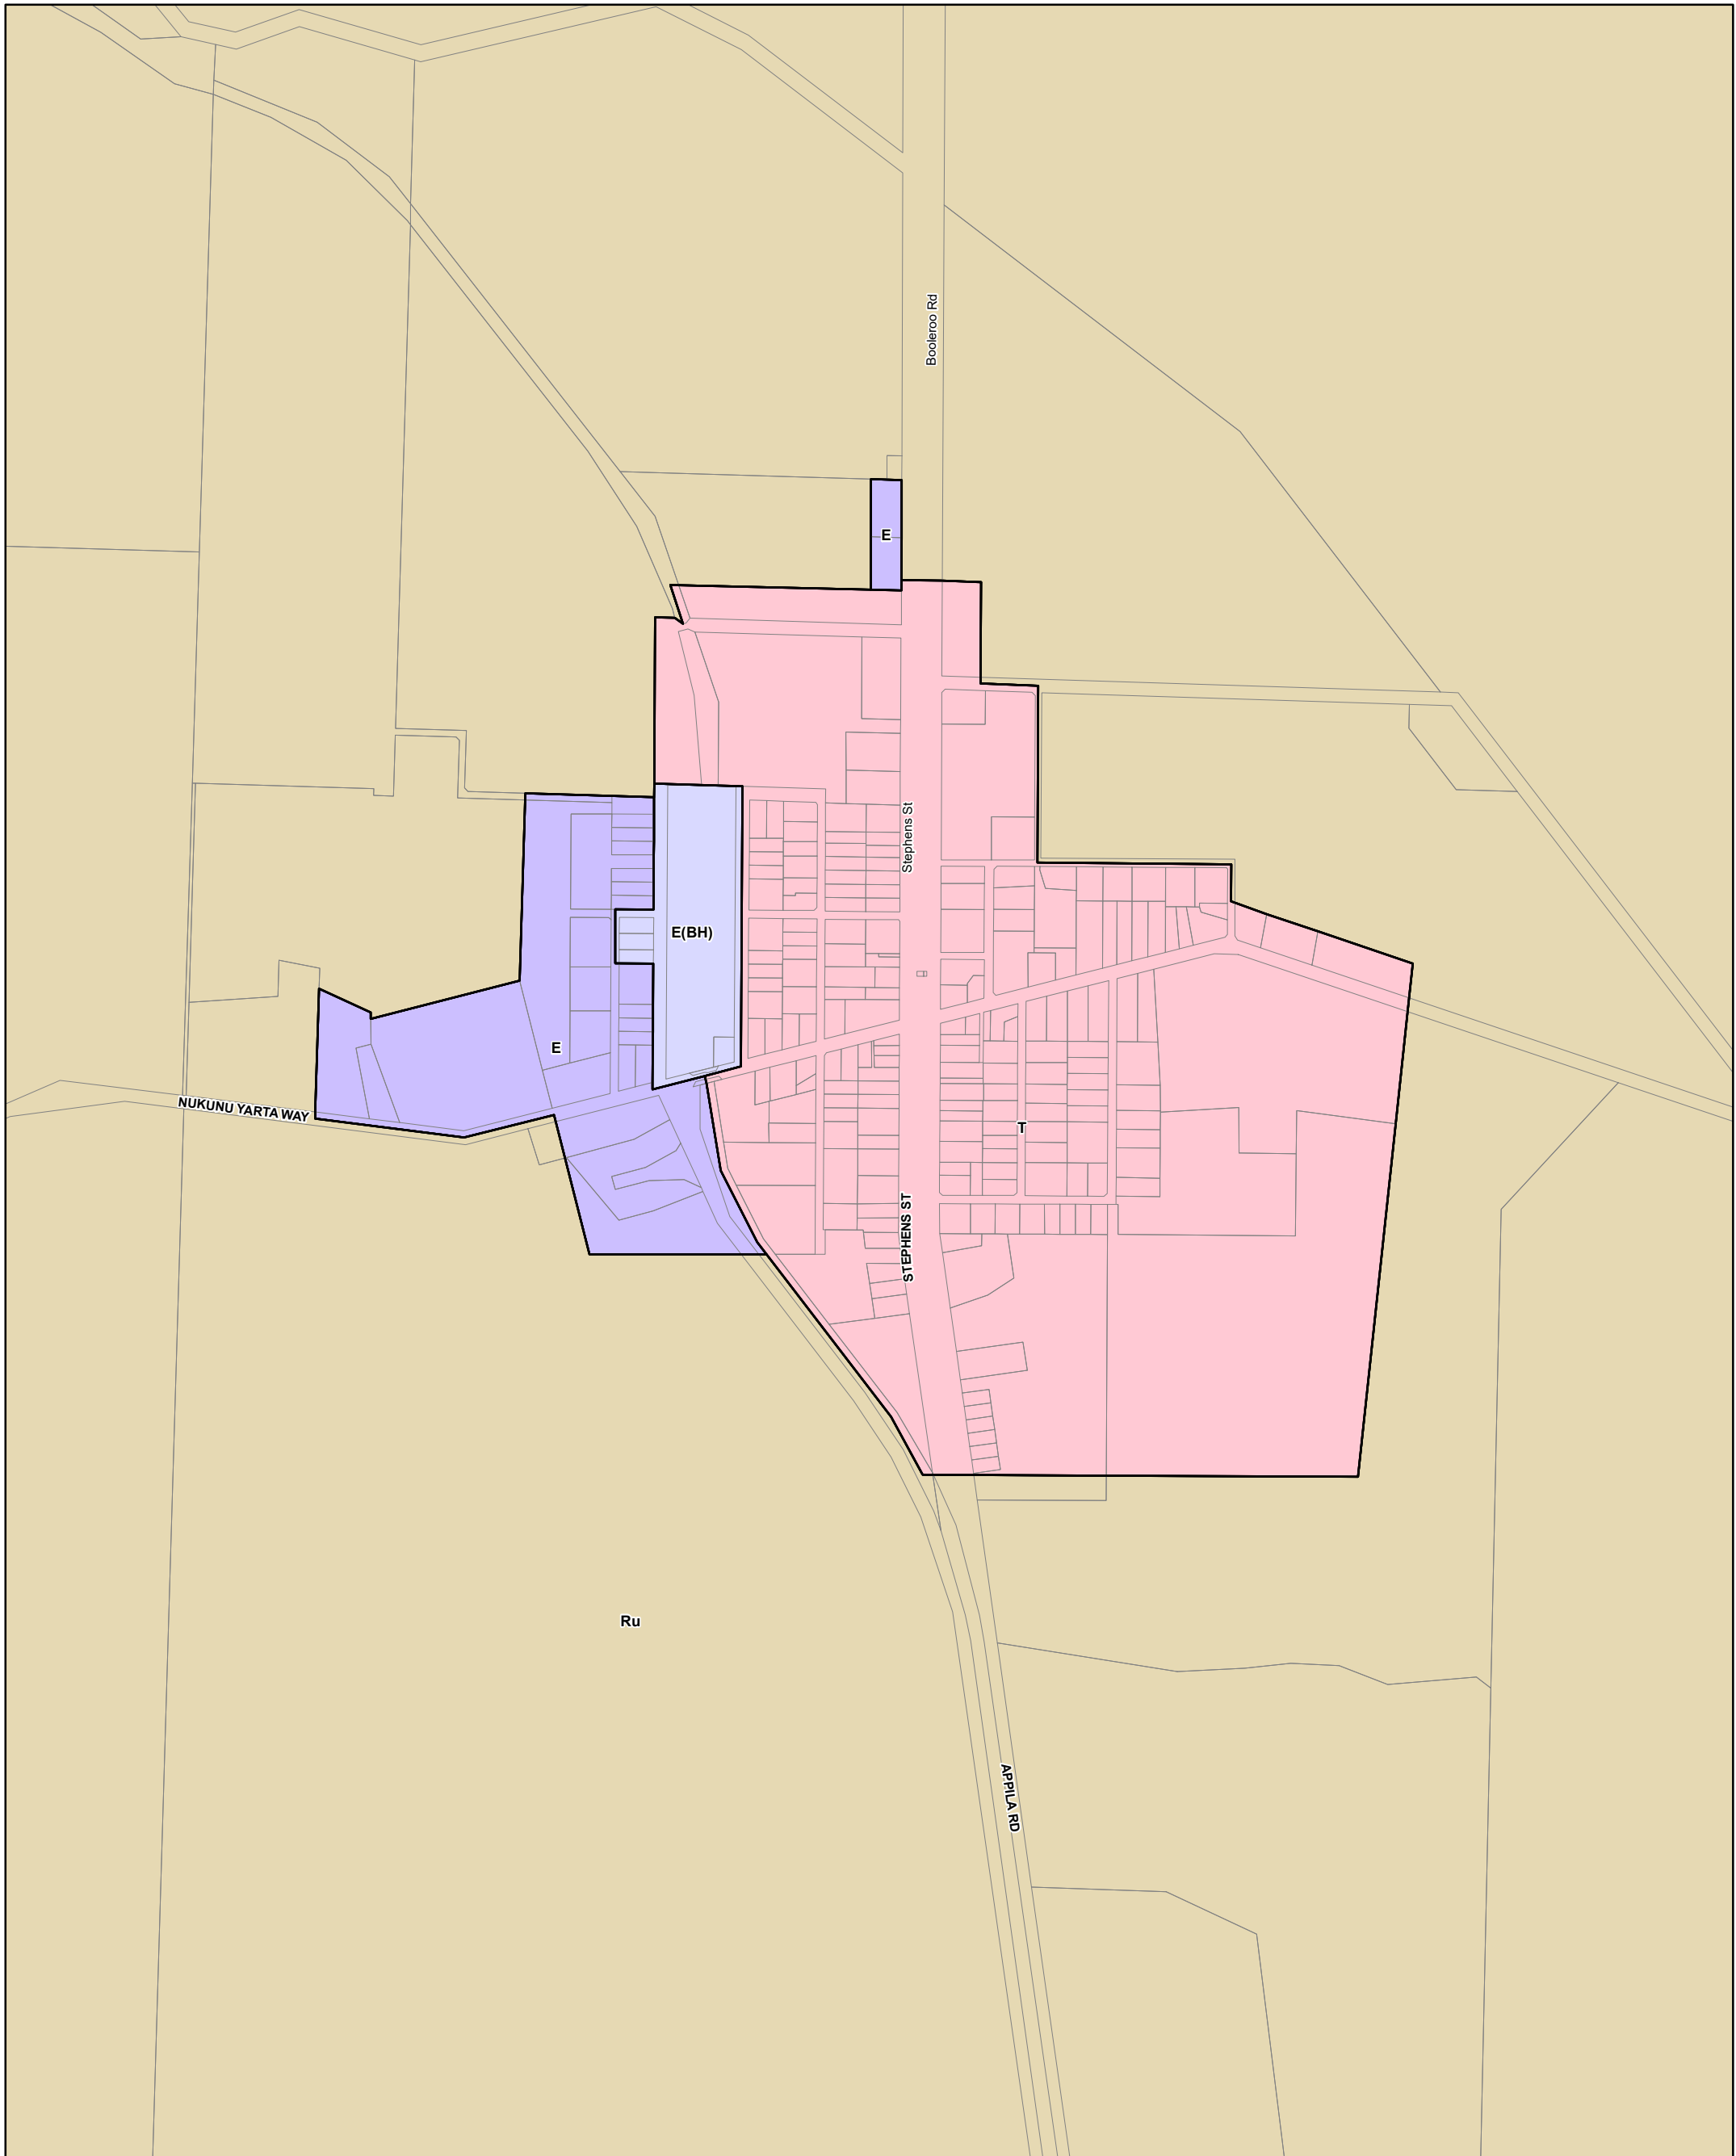 Booleroo Rd
E
Stephens St
E(BH)
E
NUKUNU YARTA WAY
T
STEPHENS ST
Ru
APPILA RD